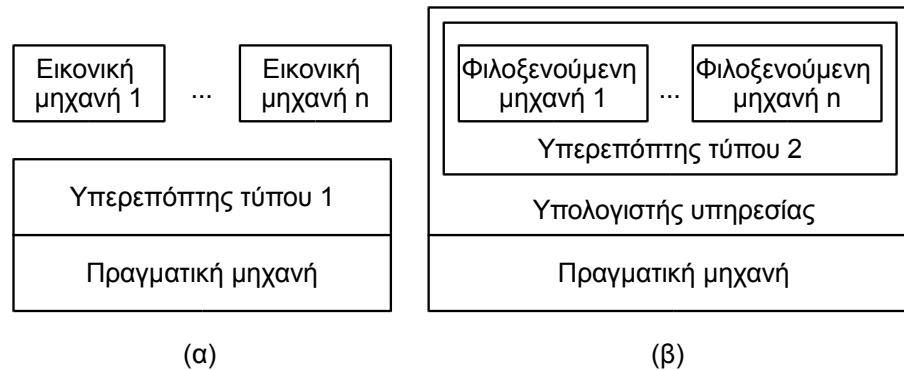 Εικονική
μηχανή 1
...
Εικονική
μηχανή n
Υπερεπόπτης τύπου 1
Πραγματική μηχανή
(α)
Φιλοξενούμενη
μηχανή 1
...
Φιλοξενούμενη
μηχανή n
Υπερεπόπτης τύπου 2
Υπολογιστής υπηρεσίας
Πραγματική μηχανή
(β)